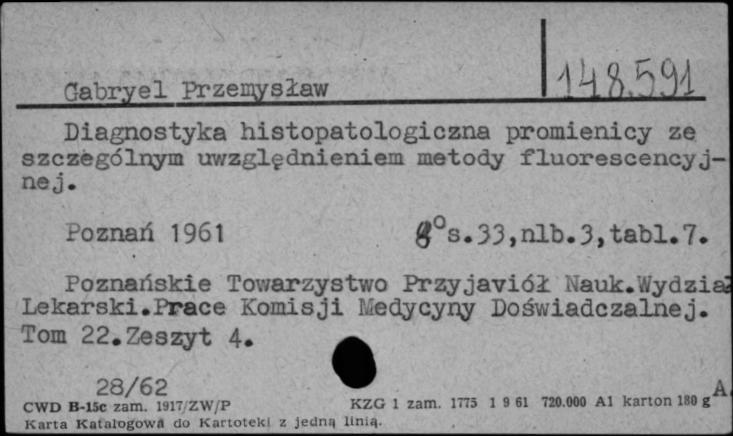 148.591
Gabryel Przemysław
Diagnostyka histopatologiczna promienicy ze
szczególnym uwzględnieniem metody fluorescencyj-
nej.
Poznań 1961 8°s.33,nlb.3,tabl.7.
Poznańskie Towarzystwo Przyjaviół Nauk.Wydział
Lekarski.Prace Komisji Medycyny Doświadczalnej.
Tom 22.Zeszyt 4.
28/62 A.
CWD B-15c zam. 1917/ZW/P KZG 1 zam. 1775 1 9 61 720.000 A1 karton 180 g
Karta Katalogowa do Kartoteki z jedną linią.